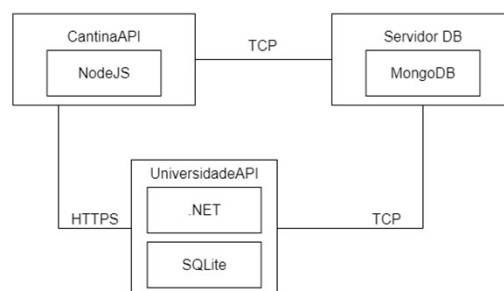 CantinaAPI
NodeJS
TCP
Servidor DB
MongoDB
UniversidadeAPI
.NET
SQLite
HTTPS
TCP